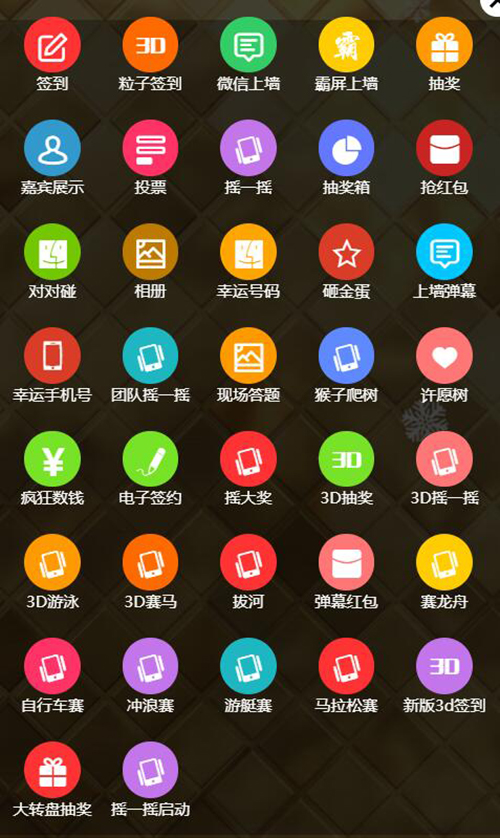 签到
3D
粒子签到
微信上墙
霸
霸屏上墙
抽奖
嘉宾展示
投票
摇一摇
抽奖箱
抢红包
对对碰
相册
幸运号码
砸金蛋
上墙弹幕
幸运手机号
团队摇一摇
现场答题
猴子爬树
许愿树
¥
疯狂数钱
电子签约
摇大奖
3D
3D抽奖
3D摇一摇
3D游泳
3D赛马
拔河
弹幕红包
赛龙舟
自行车赛
冲浪赛
游艇赛
马拉松赛
3D
新版3d签到
大转盘抽奖
摇一摇启动